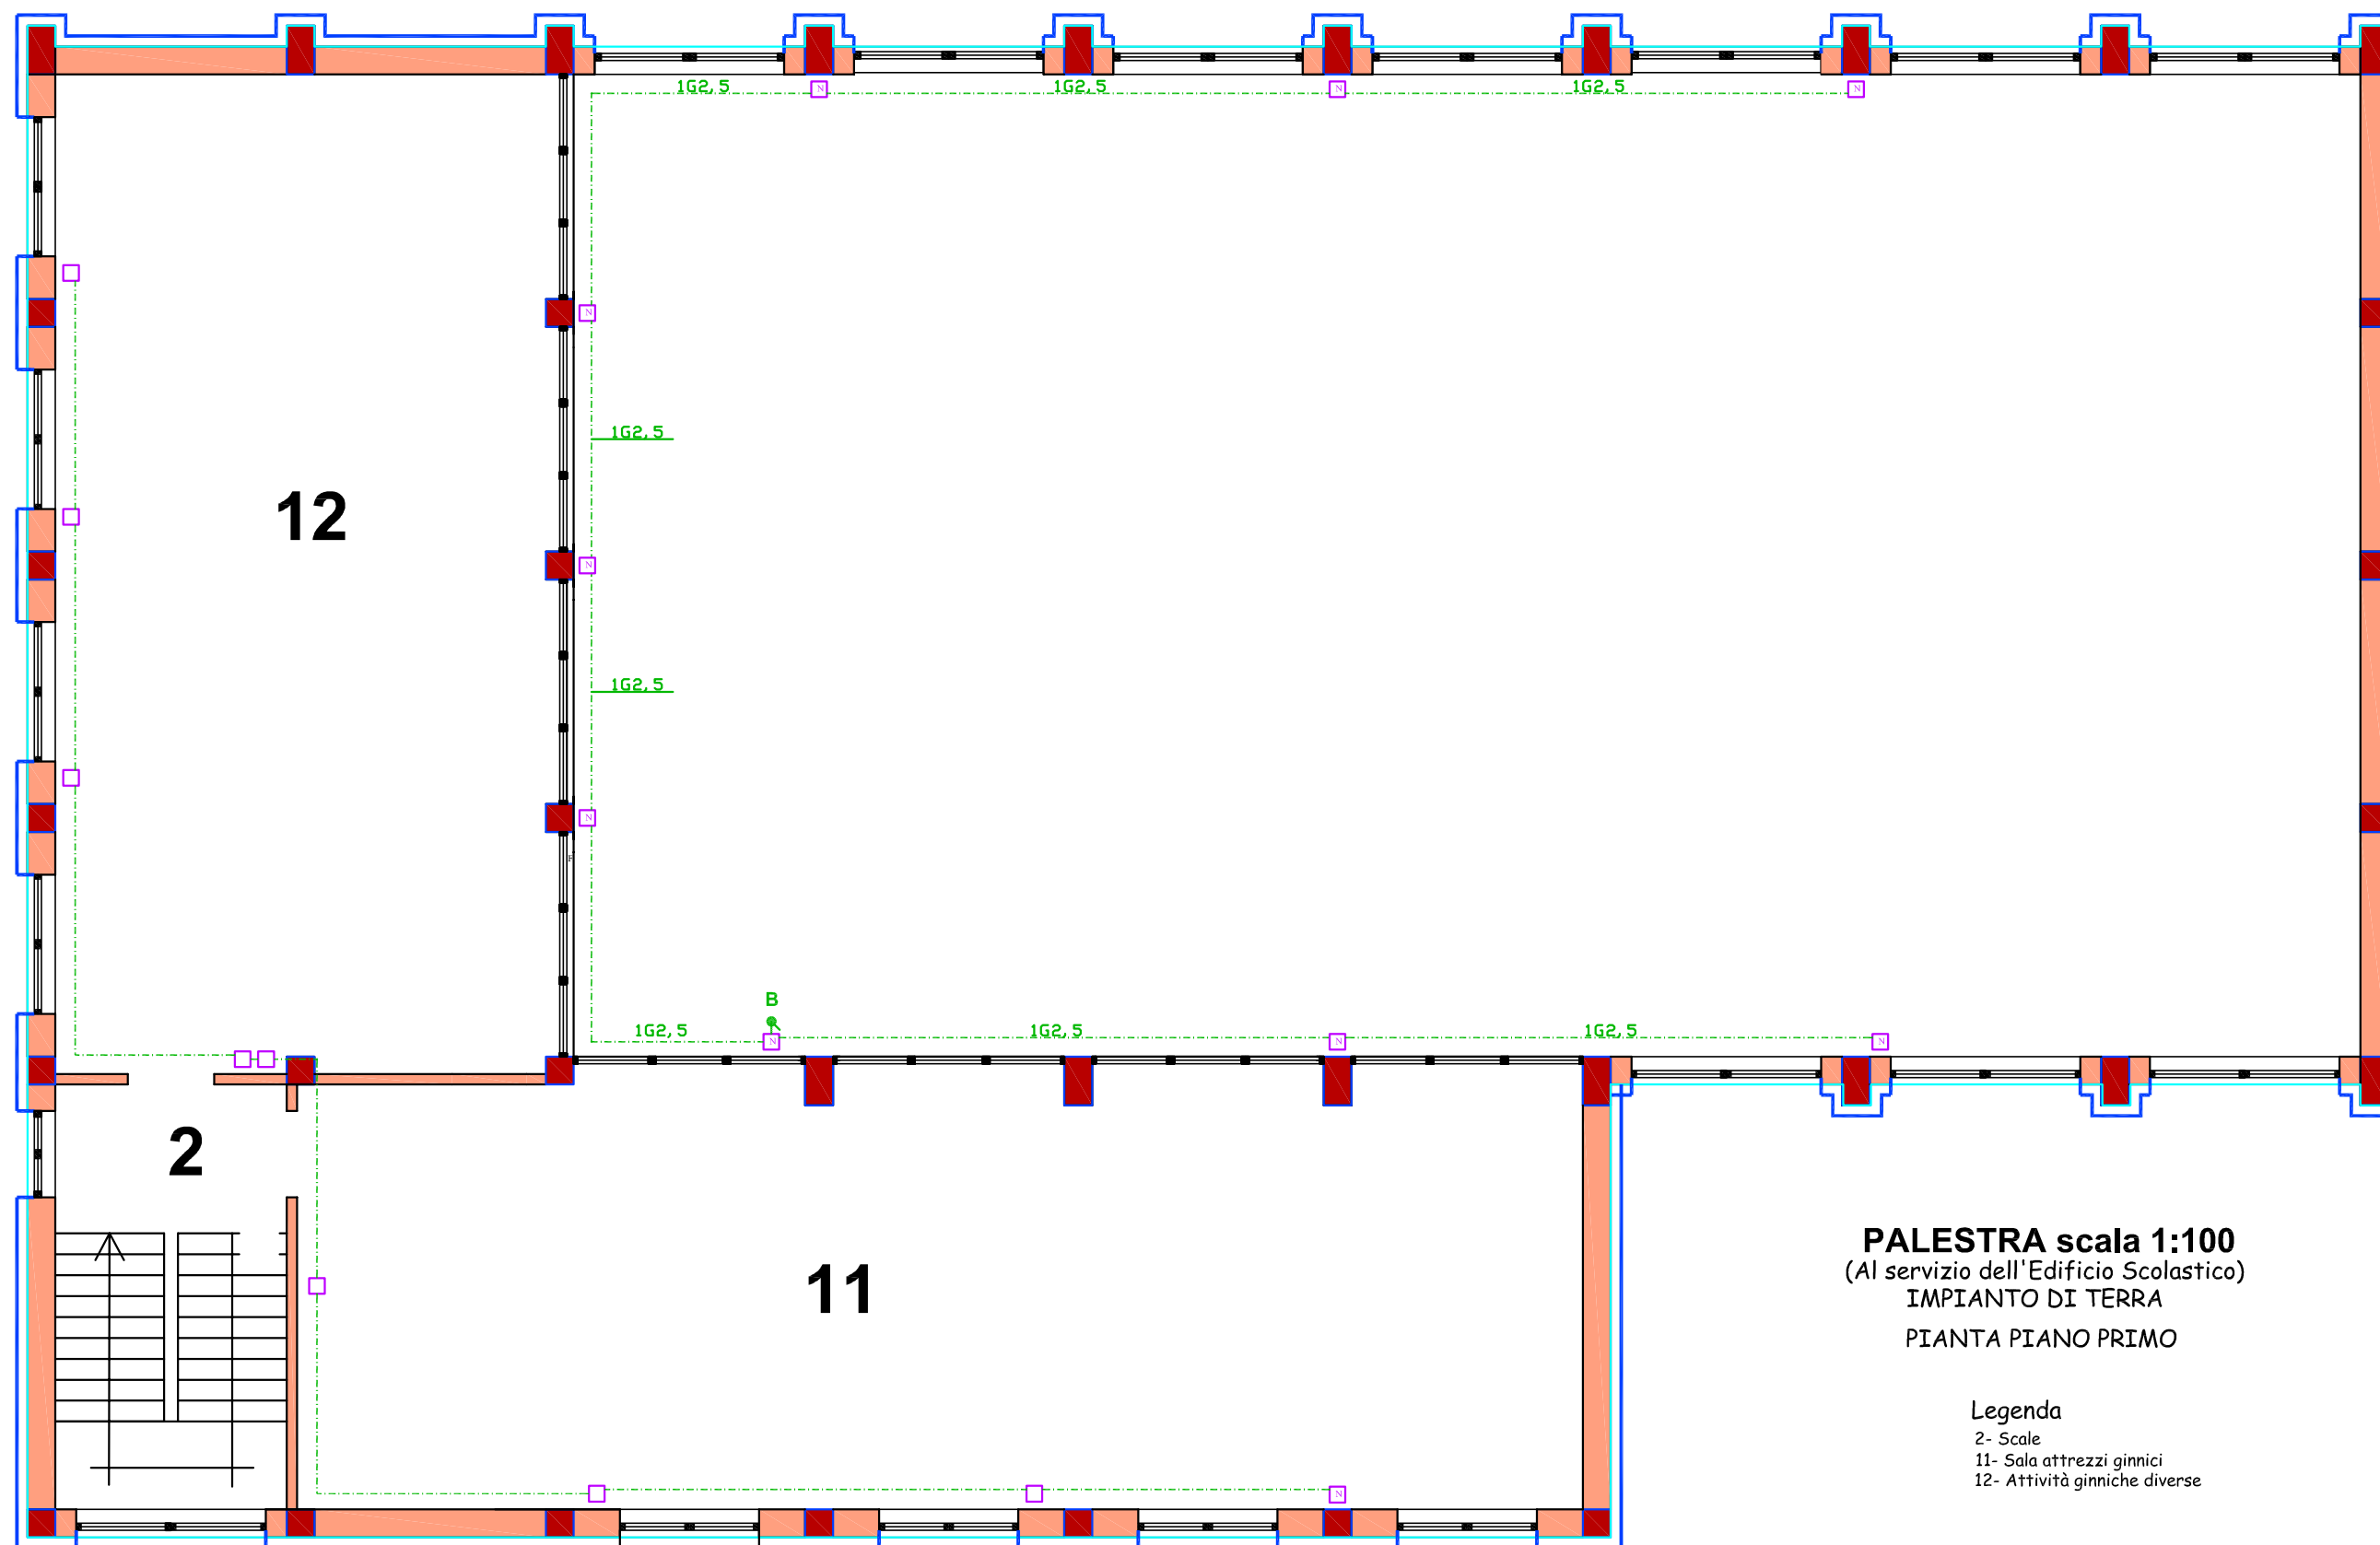 1G2,5 1G2,5 1G2,5
N N N
N
1G2,5
12
N
1G2,5
N
F
B
1G2,5 1G2,5 1G2,5
N N N
2
11
N
PALESTRA scala 1:100
(Al servizio dell'Edificio Scolastico)
IMPIANTO DI TERRA
PIANTA PIANO PRIMO
Legenda
2- Scale
11- Sala attrezzi ginnici
12- Attività ginniche diverse